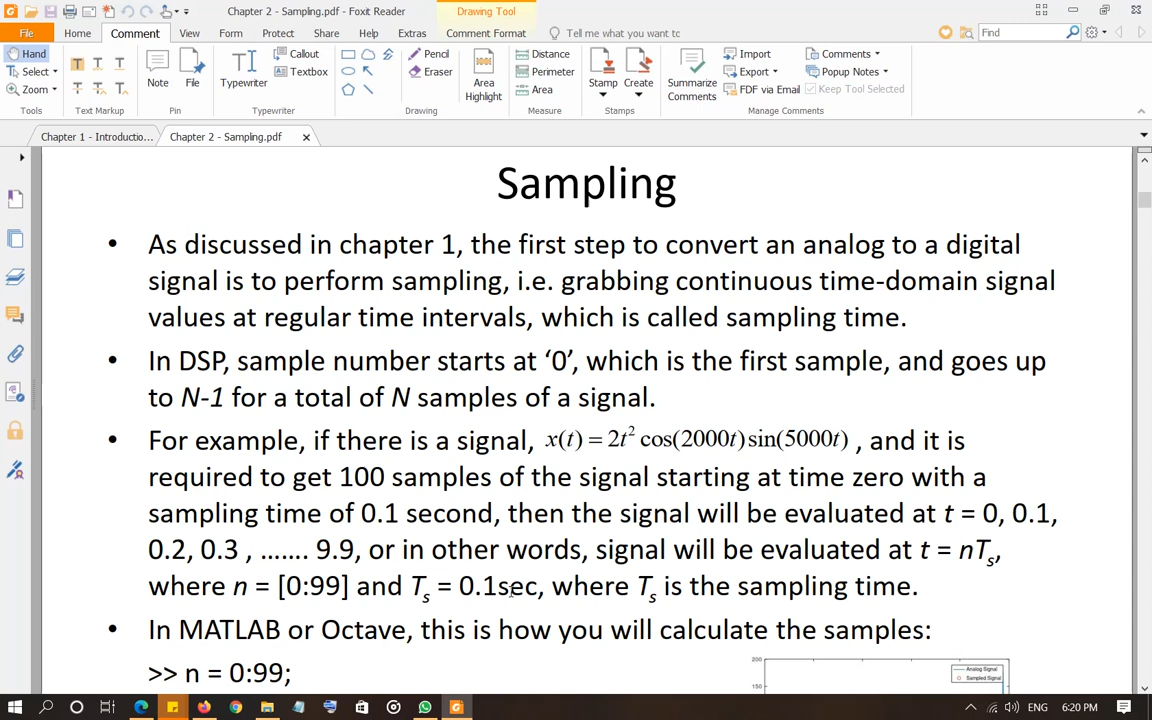 Chapter 2 - Sampling.pdf - Foxit Reader
Drawing Tool
File
Home
Comment
View
Form
Protect
Share
Help
Extras
Comment Format
Tell me what you want to do
Find
Hand
Select
Zoom
Tools
T T T
T T T
Text Markup
Note
File
Pin
Typewriter
Callout
Textbox
Typewriter
Pencil
Eraser
Drawing
Area
Highlight
Distance
Perimeter
Area
Measure
Stamp
Create
Stamps
Summarize
Comments
Import
Export
FDF via Email
Comments
Popup Notes
Keep Tool Selected
Manage Comments
Chapter 1 - Introductio...
Chapter 2 - Sampling.pdf
Sampling
• As discussed in chapter 1, the first step to convert an analog to a digital
signal is to perform sampling, i.e. grabbing continuous time-domain signal
values at regular time intervals, which is called sampling time.
• In DSP, sample number starts at ‘0’, which is the first sample, and goes up
to N-1 for a total of N samples of a signal.
• For example, if there is a signal, x(t) = 2t² cos(2000t) sin(5000t) , and it is
required to get 100 samples of the signal starting at time zero with a
sampling time of 0.1 second, then the signal will be evaluated at t = 0, 0.1,
0.2, 0.3 , ……. 9.9, or in other words, signal will be evaluated at t = nTs,
where n = [0:99] and Ts = 0.1sec, where Ts is the sampling time.
• In MATLAB or Octave, this is how you will calculate the samples:
>> n = 0:99;
200
150
Analog Signal
Sampled Signal
ENG
6:20 PM